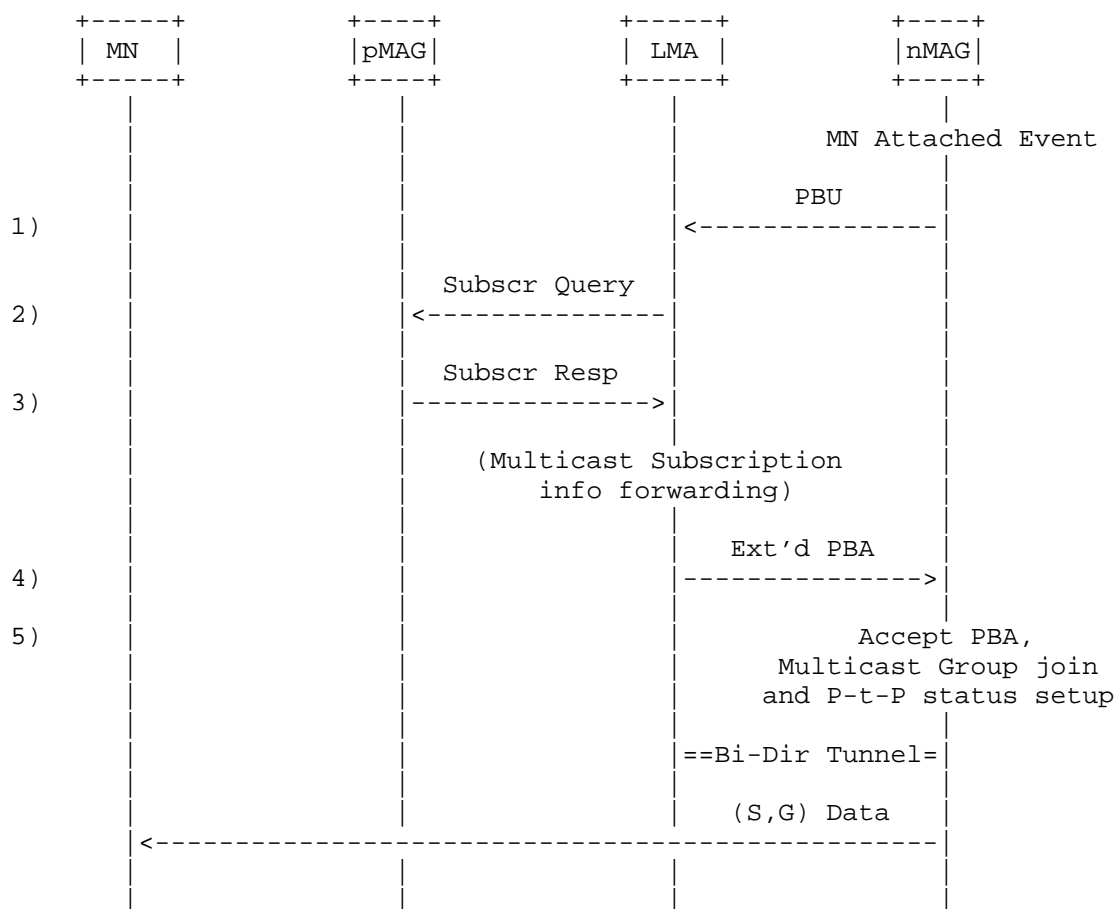 MN pMAG LMA nMAG
MN Attached Event
PBU
1)
Subscr Query
2)
Subscr Resp
3)
(Multicast Subscription
info forwarding)
Ext'd PBA
4)
5) Accept PBA,
Multicast Group join
and P-t-P status setup
==Bi-Dir Tunnel=
(S,G) Data